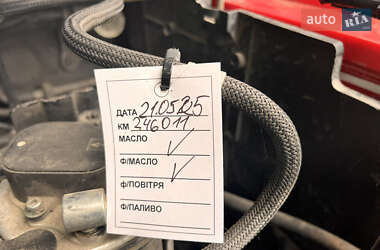 auto RIA
ДАТА 21.05.25
КМ 246011
МАСЛО
Ф/МАСЛО ✓
Ф/ПОВІТРЯ ✓
Ф/ПАЛИВО